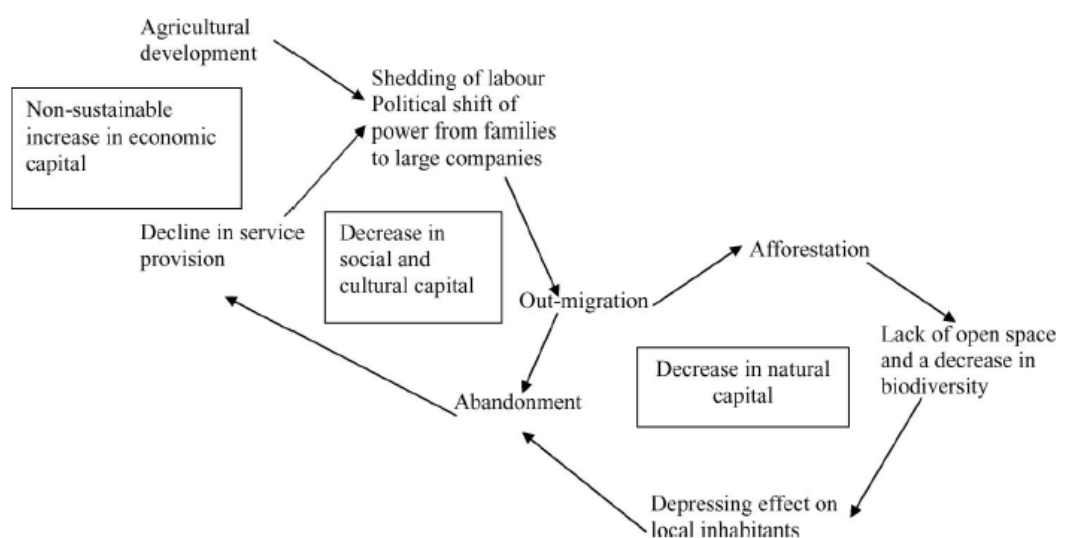 Agricultural
development
Shedding of labour
Political shift of
power from families
to large companies
Non-sustainable
increase in economic
capital
Decline in service
provision
Decrease in
social and
cultural capital
Out-migration
Afforestation
Lack of open space
and a decrease in
biodiversity
Decrease in natural
capital
Abandonment
Depressing effect on
local inhabitants